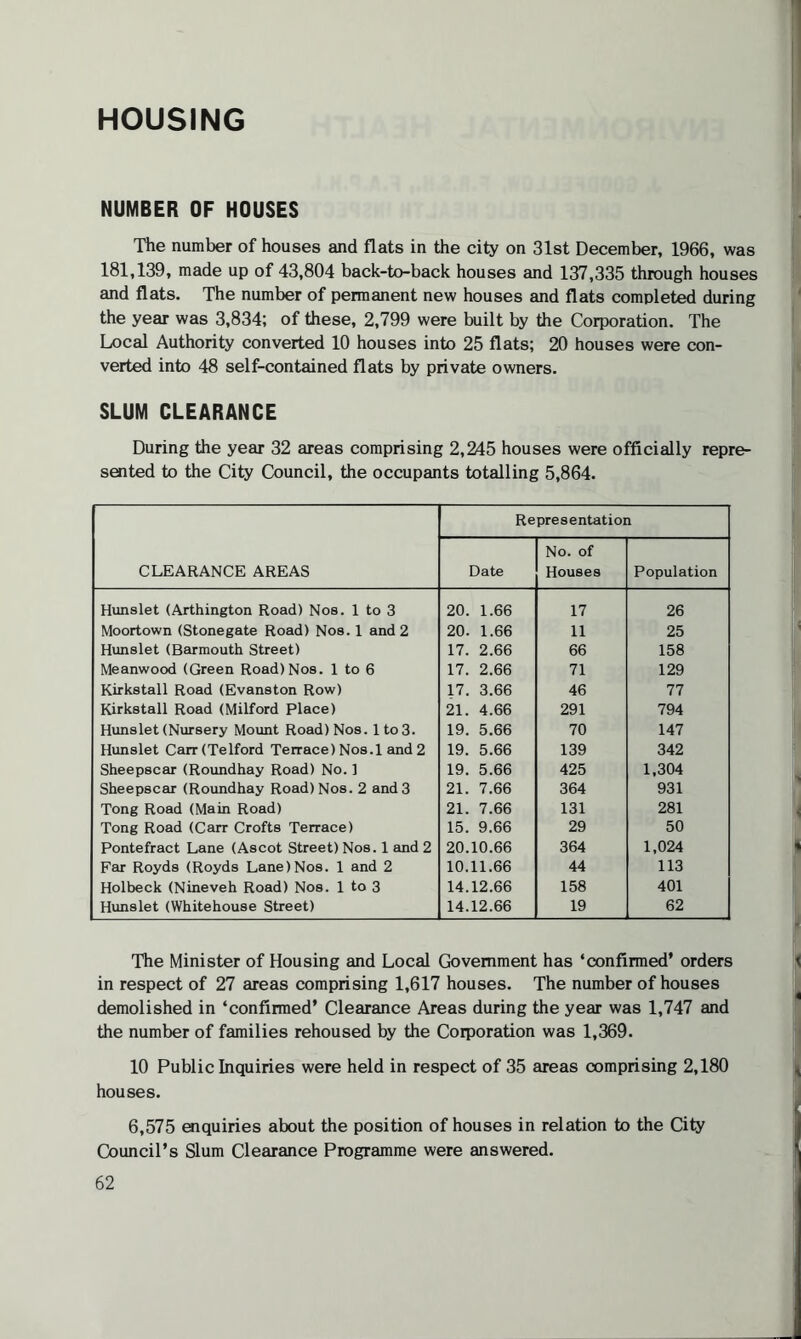 HOUSING
NUMBER OF HOUSES
The number of houses and flats in the city on 31st December, 1966, was
181,139, made up of 43,804 back-to-back houses and 137,335 through houses
and flats. The number of permanent new houses and flats completed during
the year was 3,834; of these, 2,799 were built by the Corporation. The
Local Authority converted 10 houses into 25 flats; 20 houses were con-
verted into 48 self-contained flats by private owners.
SLUM CLEARANCE
During the year 32 areas comprising 2,245 houses were officially repre-
sented to the City Council, the occupants totalling 5,864.
Representation
CLEARANCE AREAS Date No. of Houses Population
Hunslet (Arthington Road) Nos. 1 to 3 20. 1.66 17 26
Moortown (Stonegate Road) Nos. 1 and 2 20. 1.66 11 25
Hunslet (Barmouth Street) 17. 2.66 66 158
Meanwood (Green Road) Nos. 1 to 6 17. 2.66 71 129
Kirkstall Road (Evanston Row) 17. 3.66 46 77
Kirkstall Road (Milford Place) 21. 4.66 291 794
Hunslet (Nursery Mount Road) Nos. 1 to 3. 19. 5.66 70 147
Hunslet Carr (Telford Terrace) Nos.1 and 2 19. 5.66 139 342
Sheepscar (Roundhay Road) No. 1 19. 5.66 425 1,304
Sheepscar (Roundhay Road) Nos. 2 and 3 21. 7.66 364 931
Tong Road (Main Road) 21. 7.66 131 281
Tong Road (Carr Crofts Terrace) 15. 9.66 29 50
Pontefract Lane (Ascot Street) Nos. 1 and 2 20.10.66 364 1,024
Far Royds (Royds Lane) Nos. 1 and 2 10.11.66 44 113
Holbeck (Nineveh Road) Nos. 1 to 3 14.12.66 158 401
Hunslet (Whitehouse Street) 14.12.66 19 62
The Minister of Housing and Local Government has 'confirmed' orders
in respect of 27 areas comprising 1,617 houses. The number of houses
demolished in 'confirmed' Clearance Areas during the year was 1,747 and
the number of families rehoused by the Corporation was 1,369.
10 Public Inquiries were held in respect of 35 areas comprising 2,180
houses.
6,575 enquiries about the position of houses in relation to the City
Council's Slum Clearance Programme were answered.
62